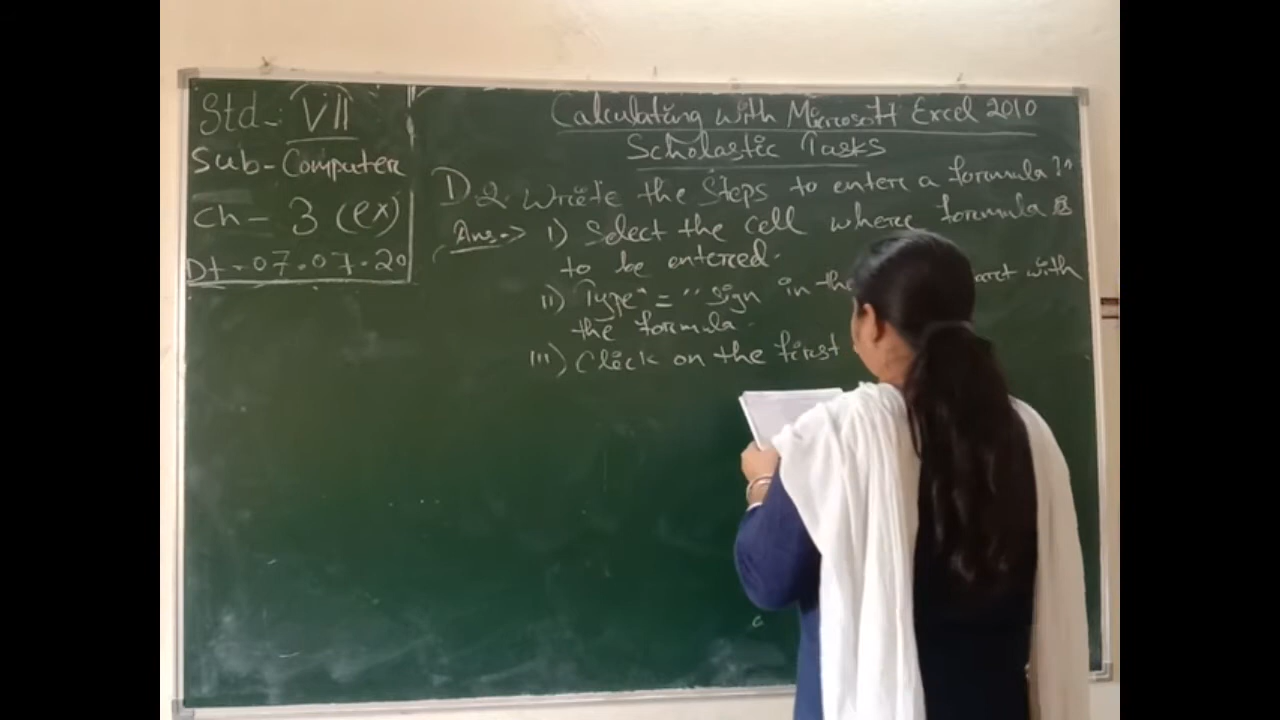 Std- VII
Sub- Computer
Ch- 3 (ex)
Dt-07.07.20
Calculating with Microsoft Excel 2010
Scholastic Tasks
D.2. Write the Steps to enter a formula?
Ans.-> i) Select the cell where formula is
to be entered.
ii) Type "=" sign in the with
the formula.
iii) Click on the first